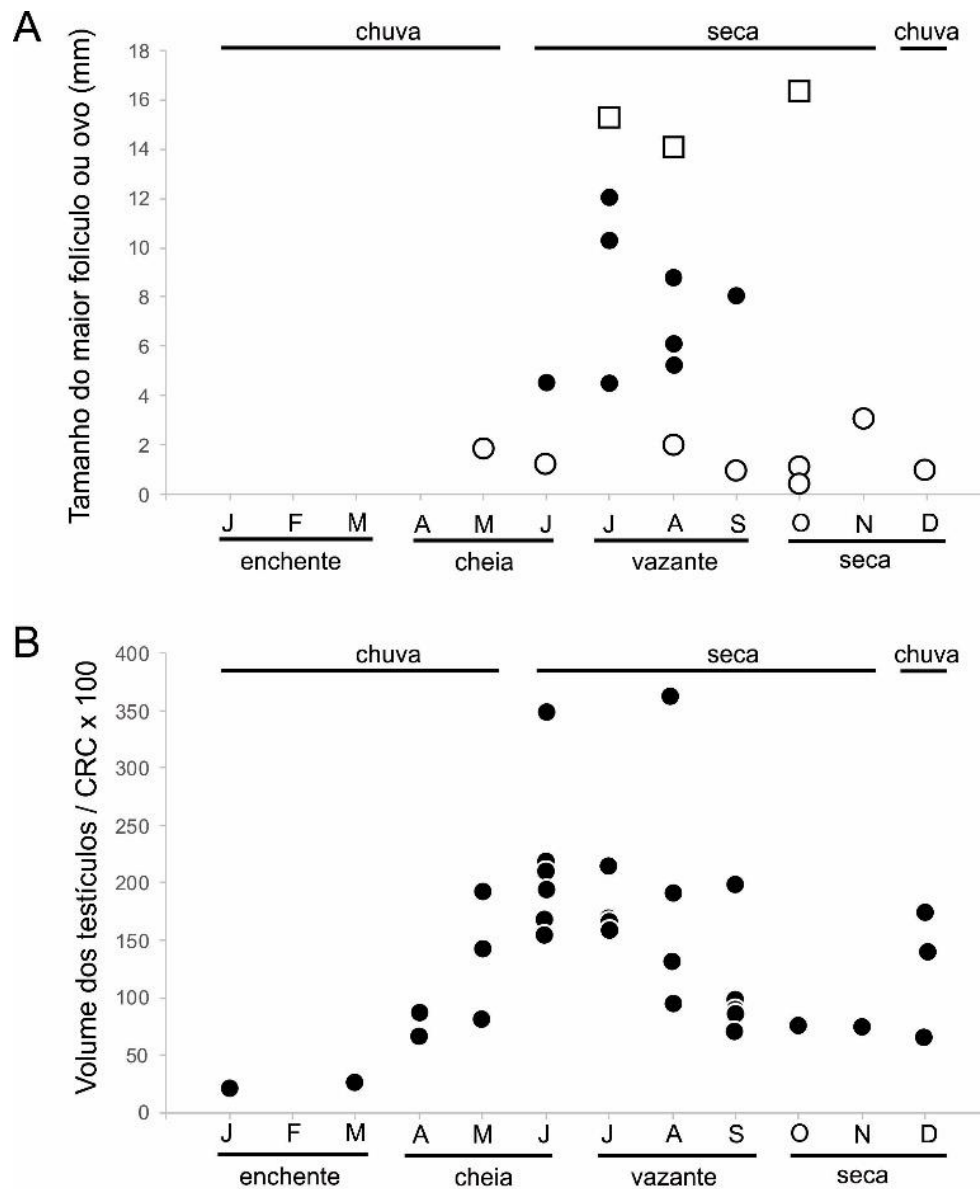 A
chuva seca chuva
Tamanho do maior folículo ou ovo (mm)
18
16
14
12
10
8
6
4
2
0
J F M A M J J A S O N D
enchente cheia vazante seca
B
chuva seca chuva
Volume dos testículos / CRC x 100
400
350
300
250
200
150
100
50
0
J F M A M J J A S O N D
enchente cheia vazante seca